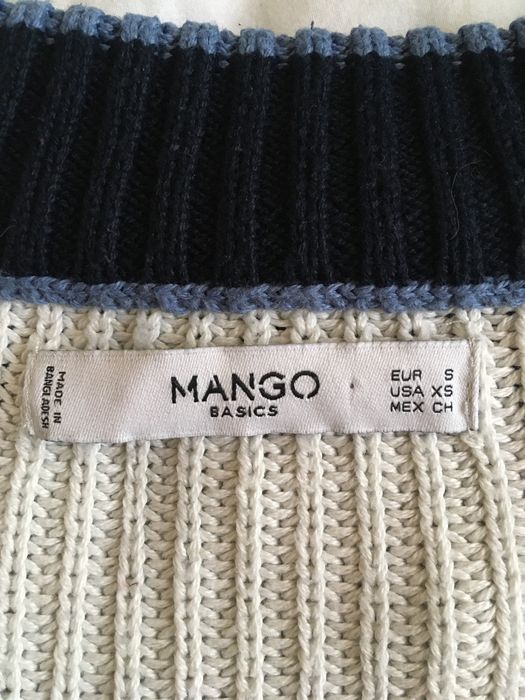 MADE IN
BANGLADESH
MANGO
BASICS
EUR S
USA XS
MEX CH